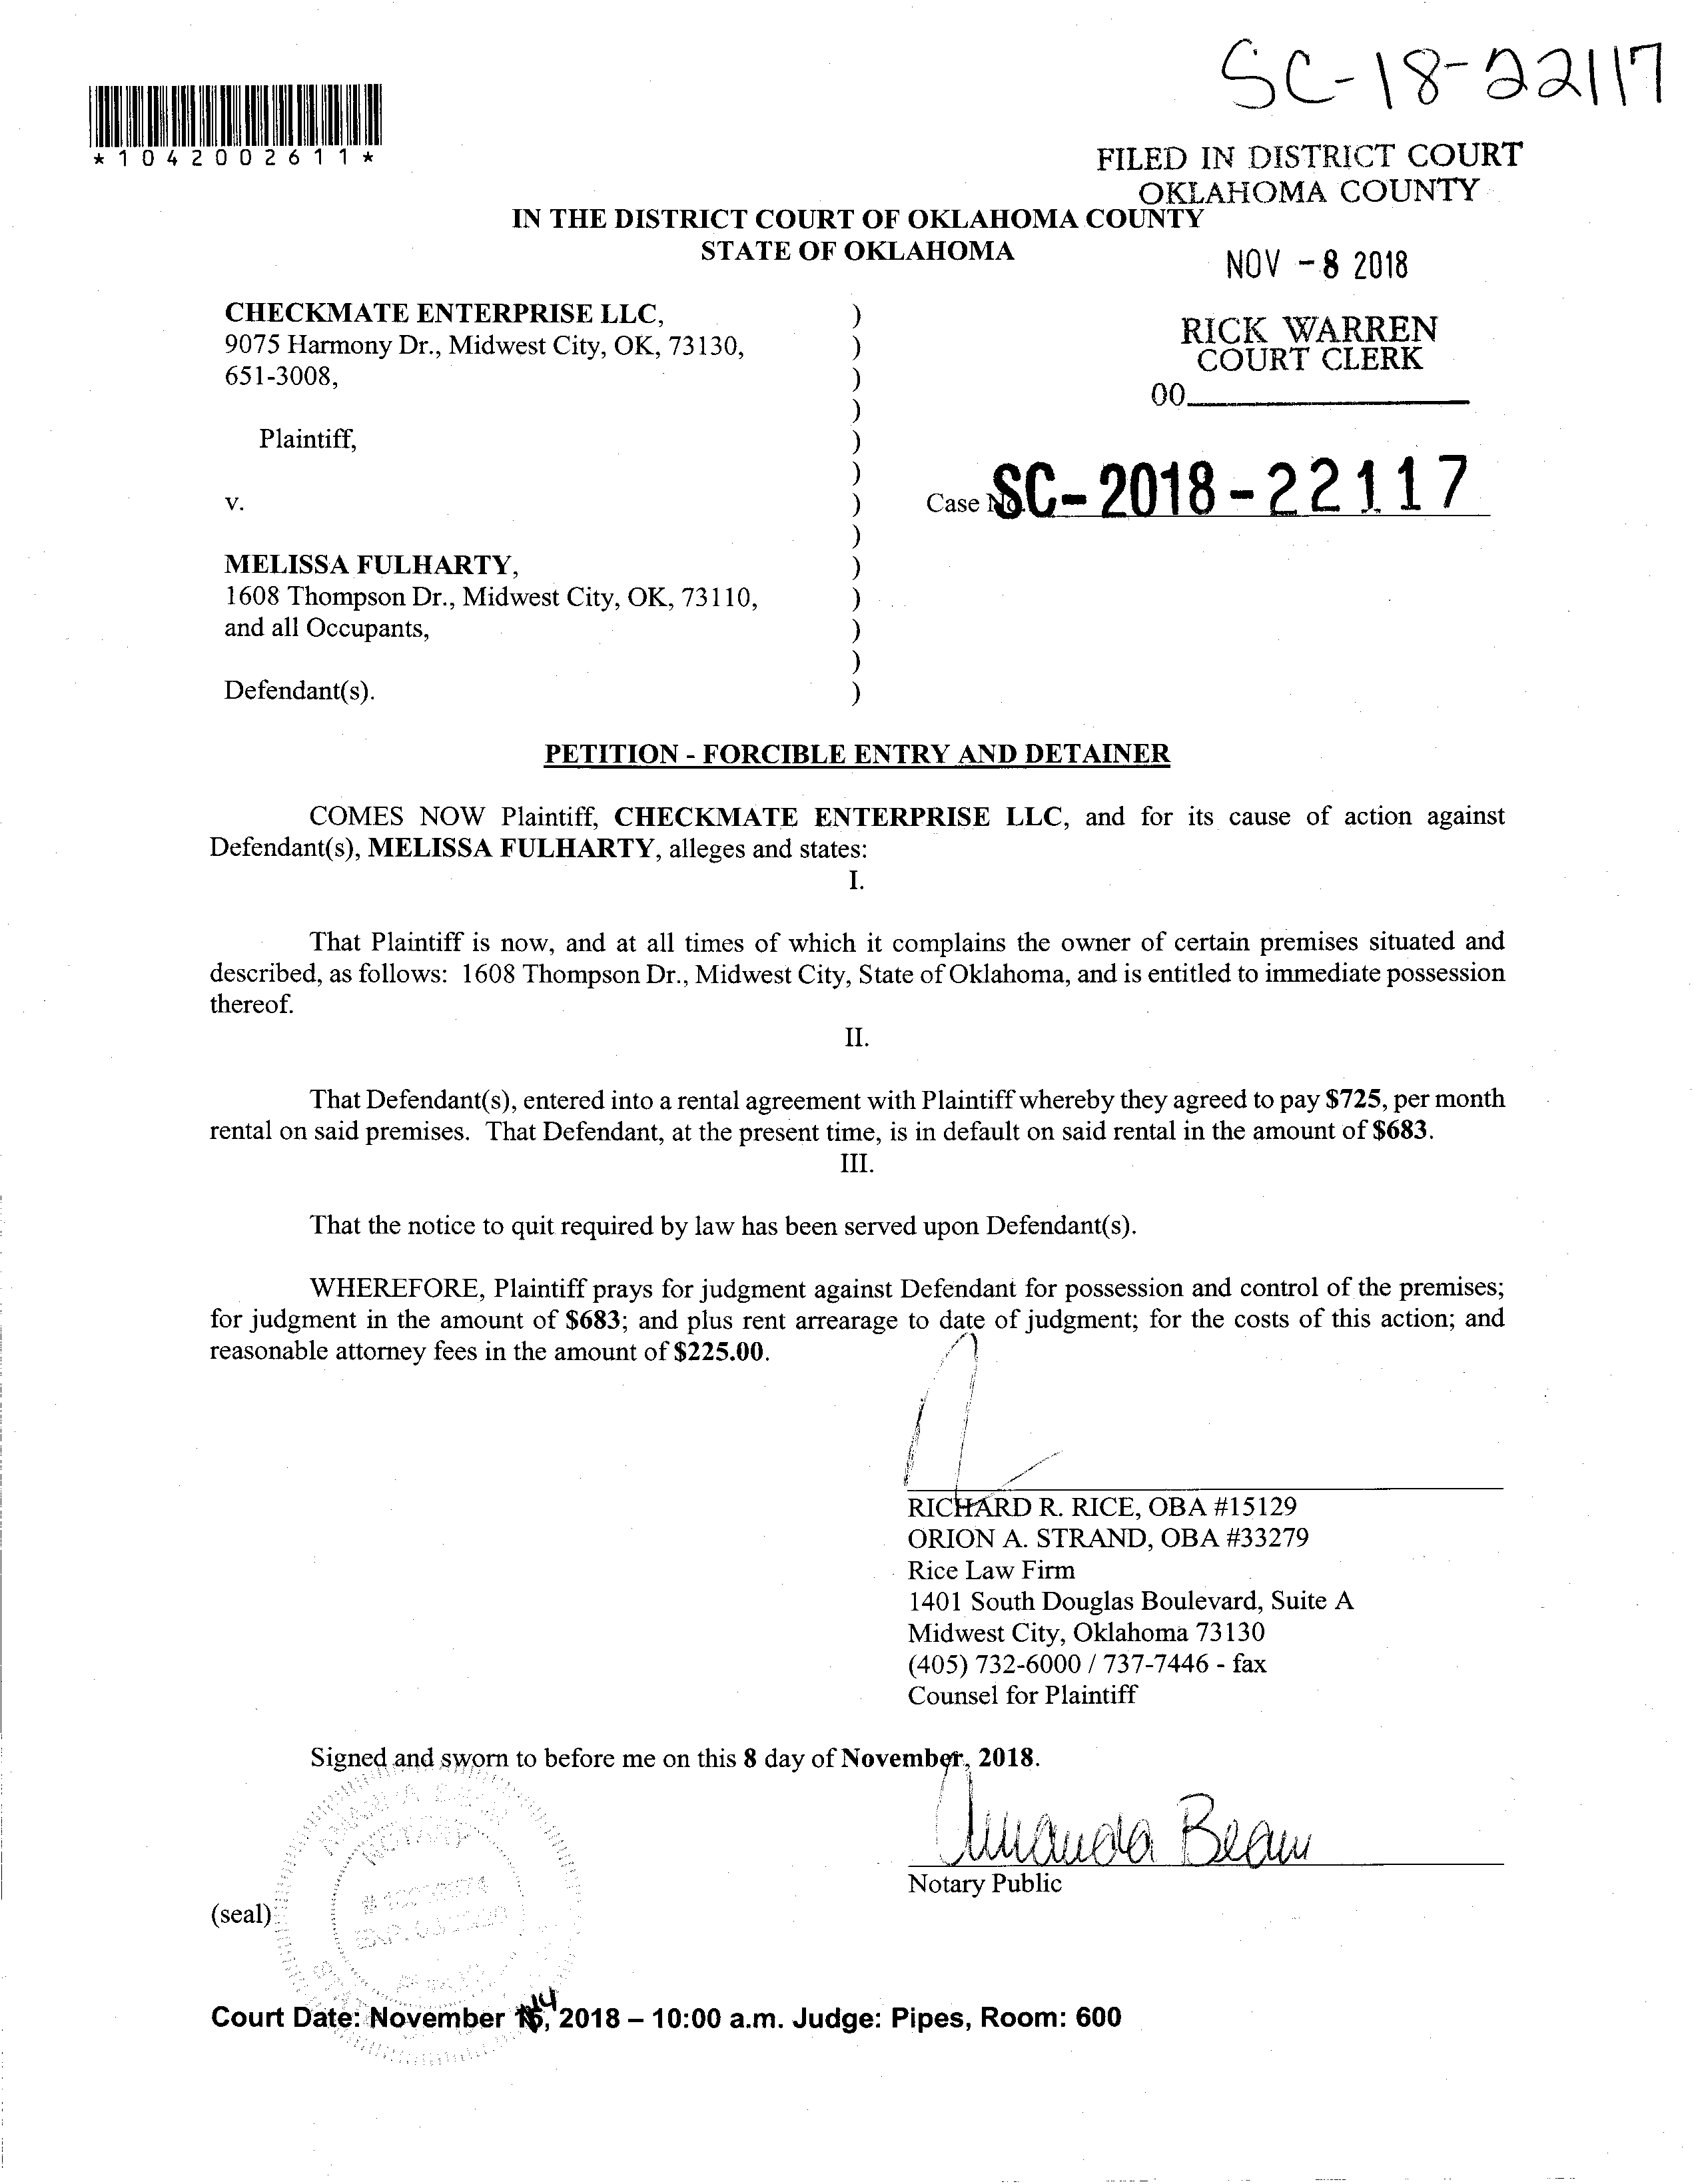 SC-18-22117
*1042002611*
FILED IN DISTRICT COURT
OKLAHOMA COUNTY
IN THE DISTRICT COURT OF OKLAHOMA COUNTY
STATE OF OKLAHOMA
NOV -8 2018
RICK WARREN
COURT CLERK
00
CHECKMATE ENTERPRISE LLC, )
9075 Harmony Dr., Midwest City, OK, 73130, )
651-3008, )
)
Plaintiff, )
)
v. ) Case No. SC-2018-22117
)
MELISSA FULHARTY, )
1608 Thompson Dr., Midwest City, OK, 73110, )
and all Occupants, )
)
Defendant(s). )
PETITION - FORCIBLE ENTRY AND DETAINER
COMES NOW Plaintiff, CHECKMATE ENTERPRISE LLC, and for its cause of action against
Defendant(s), MELISSA FULHARTY, alleges and states:
I.
That Plaintiff is now, and at all times of which it complains the owner of certain premises situated and
described, as follows: 1608 Thompson Dr., Midwest City, State of Oklahoma, and is entitled to immediate possession
thereof.
II.
That Defendant(s), entered into a rental agreement with Plaintiff whereby they agreed to pay $725, per month
rental on said premises. That Defendant, at the present time, is in default on said rental in the amount of $683.
III.
That the notice to quit required by law has been served upon Defendant(s).
WHEREFORE, Plaintiff prays for judgment against Defendant for possession and control of the premises;
for judgment in the amount of $683; and plus rent arrearage to date of judgment; for the costs of this action; and
reasonable attorney fees in the amount of $225.00.
RICHARD R. RICE, OBA #15129
ORION A. STRAND, OBA #33279
Rice Law Firm
1401 South Douglas Boulevard, Suite A
Midwest City, Oklahoma 73130
(405) 732-6000 / 737-7446 - fax
Counsel for Plaintiff
Signed and sworn to before me on this 8 day of November, 2018.
Amanda Beam
Notary Public
NOTARY
(seal)
Court Date: November 14, 2018 – 10:00 a.m. Judge: Pipes, Room: 600